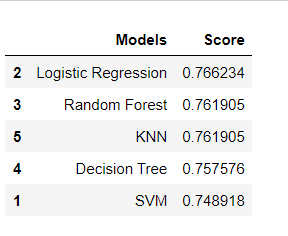 Models Score
2 Logistic Regression 0.766234
3 Random Forest 0.761905
5 KNN 0.761905
4 Decision Tree 0.757576
1 SVM 0.748918